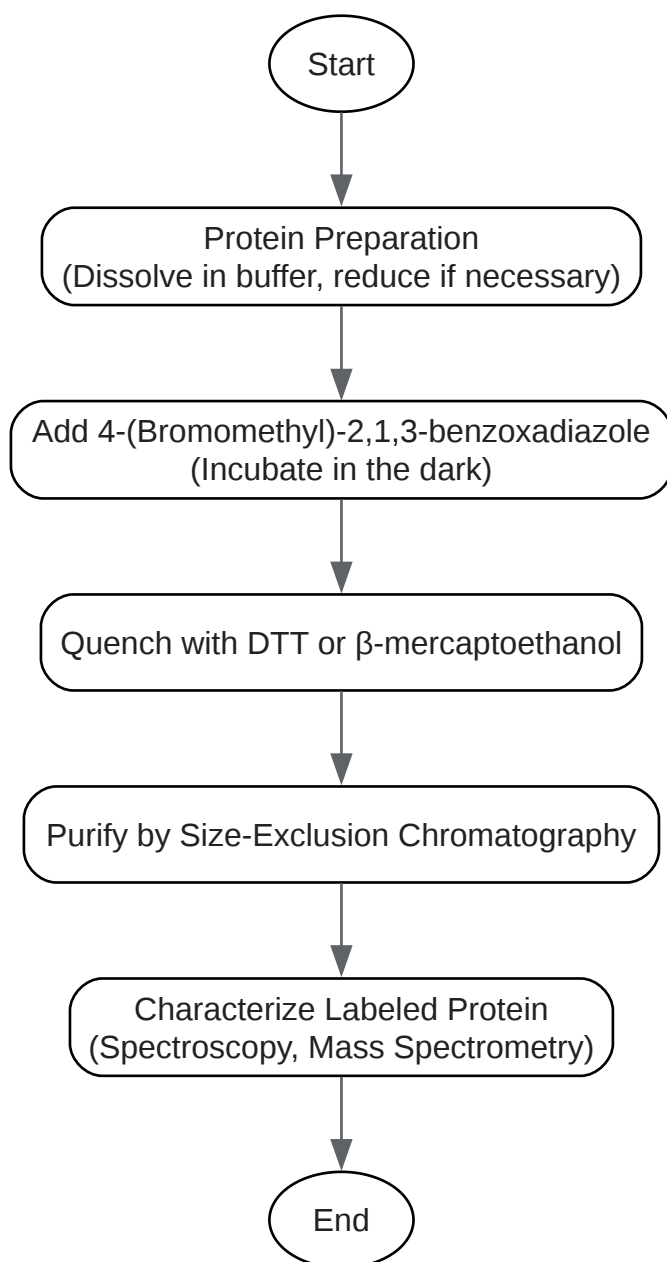 Start
Protein Preparation
(Dissolve in buffer, reduce if necessary)
Add 4-(Bromomethyl)-2,1,3-benzoxadiazole
(Incubate in the dark)
Quench with DTT or β-mercaptoethanol
Purify by Size-Exclusion Chromatography
Characterize Labeled Protein
(Spectroscopy, Mass Spectrometry)
End